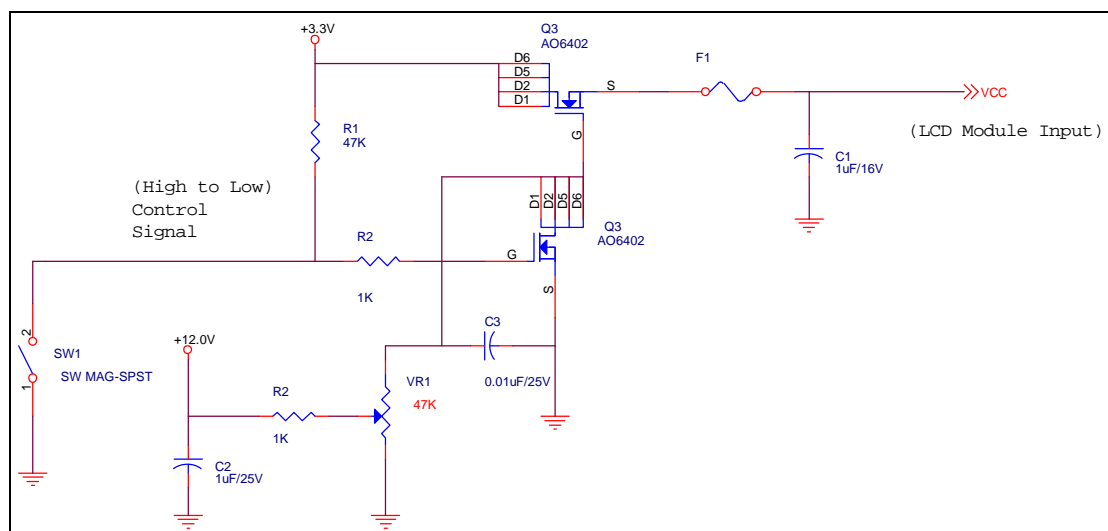 +3.3V
Q3
AO6402
D6
D5
D2
D1
S
G
F1
VCC
(LCD Module Input)
C1
1uF/16V
R1
47K
(High to Low)
Control
Signal
D1
D2
D5
D6
Q3
AO6402
R2
1K
G
S
2
1
SW1
SW MAG-SPST
+12.0V
C3
0.01uF/25V
R2
1K
VR1
47K
C2
1uF/25V